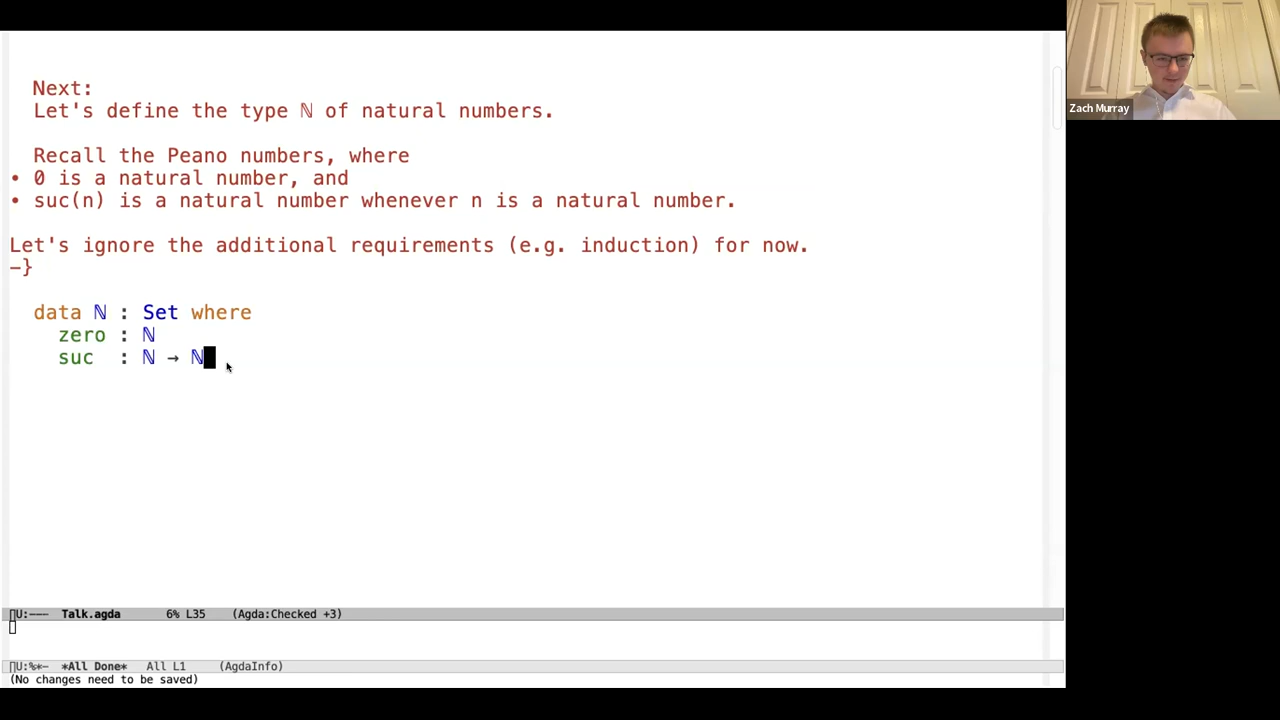 Next:
Let's define the type ℕ of natural numbers.
Recall the Peano numbers, where
• 0 is a natural number, and
• suc(n) is a natural number whenever n is a natural number.
Let's ignore the additional requirements (e.g. induction) for now.
-}
data ℕ : Set where
zero : ℕ
suc : ℕ → ℕ
U:--- Talk.agda 6% L35 (Agda:Checked +3)
U:%*- *All Done* All L1 (AgdaInfo)
(No changes need to be saved)
Zach Murray